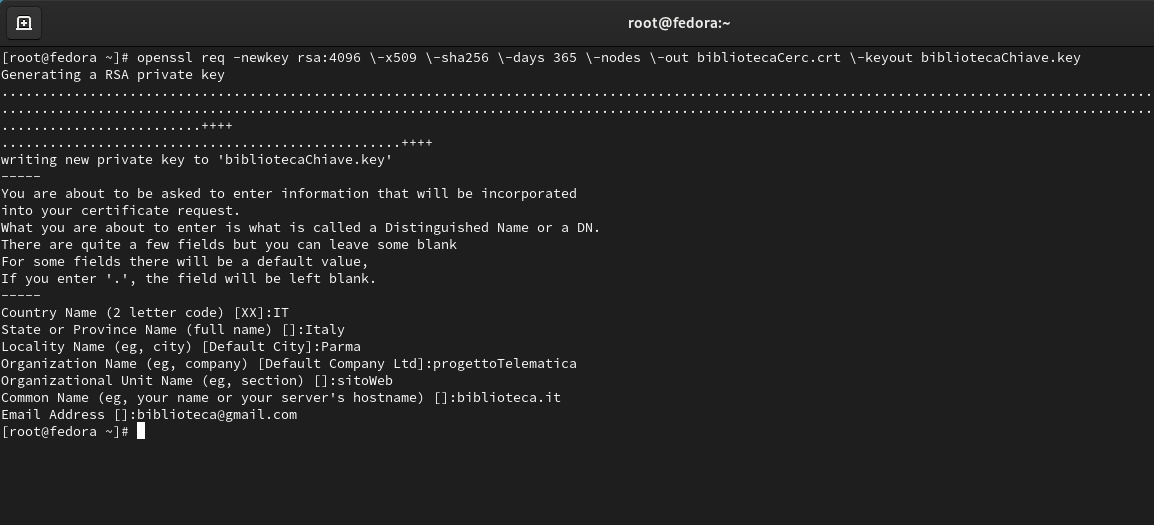 root@fedora:~
[root@fedora ~]# openssl req -newkey rsa:4096 \-x509 \-sha256 \-days 365 \-nodes \-out bibliotecaCerc.crt \-keyout bibliotecaChiave.key
Generating a RSA private key
................................................................................................................................................
................................................................................................................................................
.........................++++
..................................................++++
writing new private key to 'bibliotecaChiave.key'
-----
You are about to be asked to enter information that will be incorporated
into your certificate request.
What you are about to enter is what is called a Distinguished Name or a DN.
There are quite a few fields but you can leave some blank
For some fields there will be a default value,
If you enter '.', the field will be left blank.
-----
Country Name (2 letter code) [XX]:IT
State or Province Name (full name) []:Italy
Locality Name (eg, city) [Default City]:Parma
Organization Name (eg, company) [Default Company Ltd]:progettoTelematica
Organizational Unit Name (eg, section) []:sitoWeb
Common Name (eg, your name or your server's hostname) []:biblioteca.it
Email Address []:biblioteca@gmail.com
[root@fedora ~]#